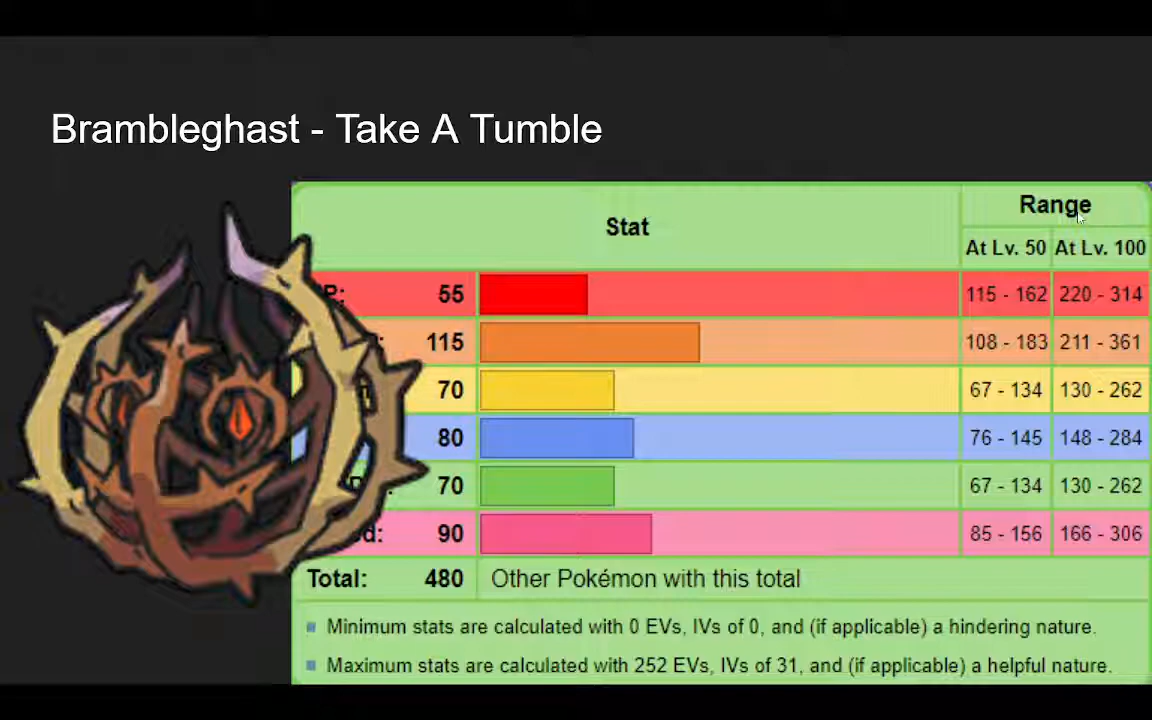 Brambleghast - Take A Tumble
Stat
Range
At Lv. 50 At Lv. 100
55 115 - 162 220 - 314
115 108 - 183 211 - 361
70 67 - 134 130 - 262
80 76 - 145 148 - 284
70 67 - 134 130 - 262
90 85 - 156 166 - 306
Total: 480 Other Pokémon with this total
Minimum stats are calculated with 0 EVs, IVs of 0, and (if applicable) a hindering nature.
Maximum stats are calculated with 252 EVs, IVs of 31, and (if applicable) a helpful nature.